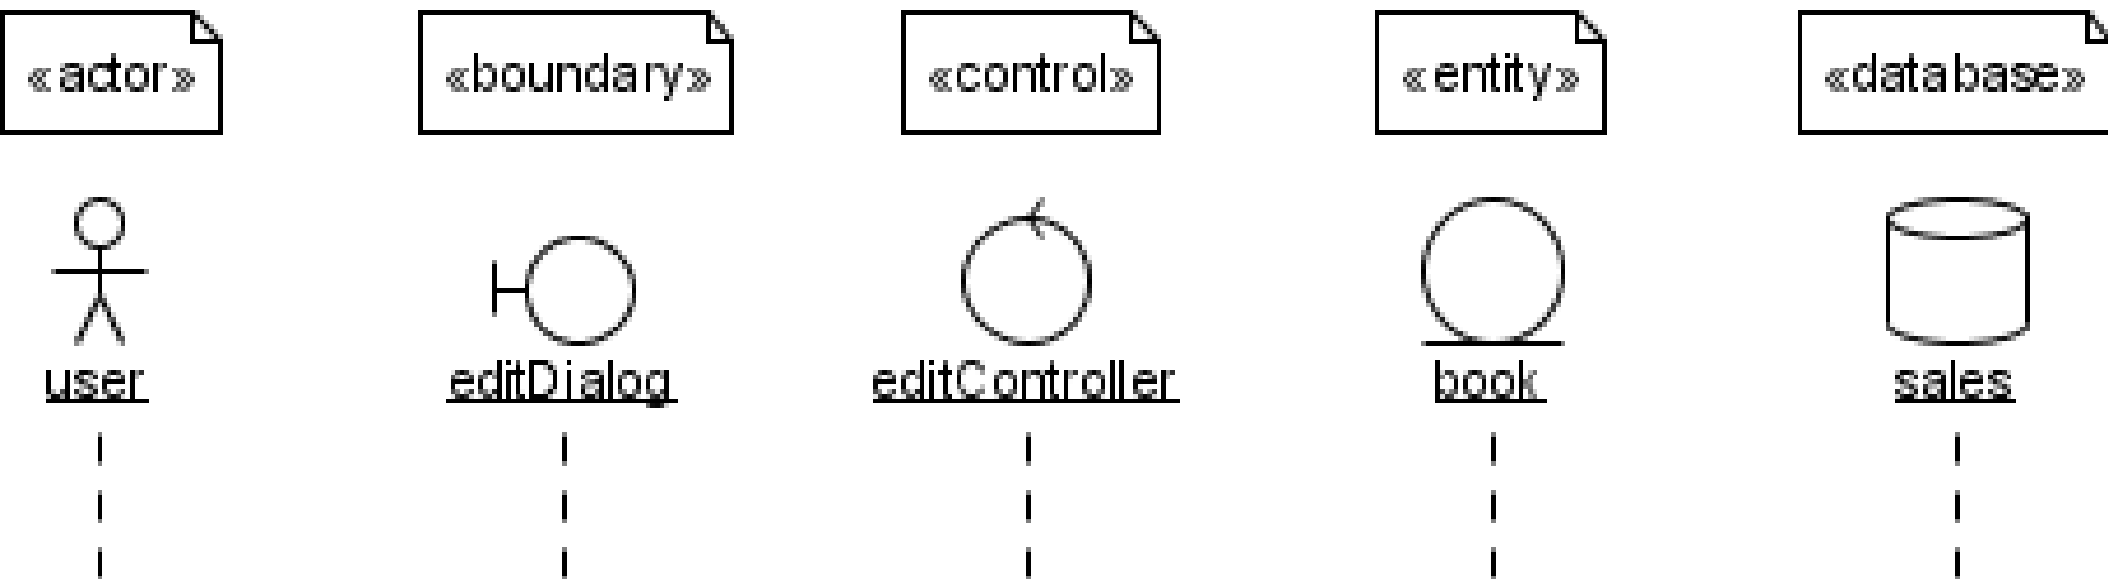 «actor» «boundary» «control» «entity» «database»
user editDialog editController book sales